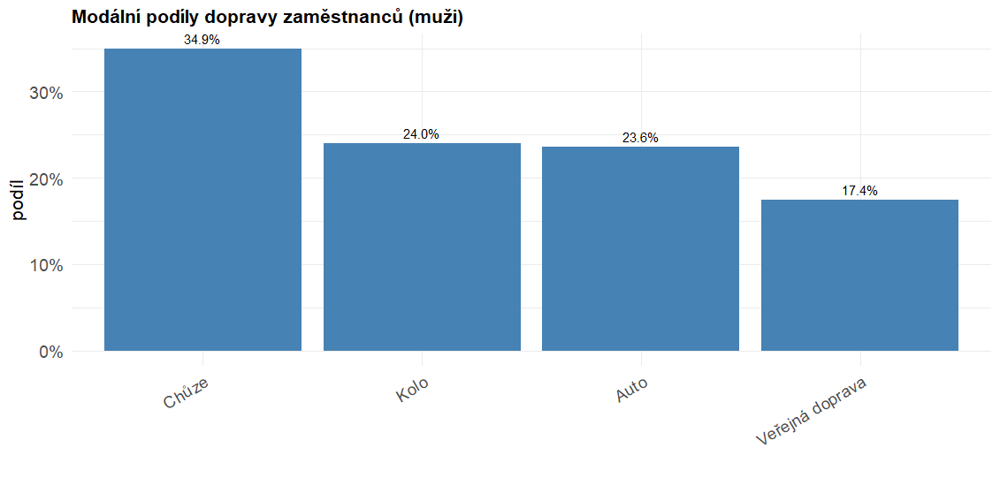 Modální podíly dopravy zaměstnanců (muži)
34.9%
24.0%
23.6%
17.4%
30%
20%
10%
0%
podíl
Chůze
Kolo
Auto
Veřejná doprava